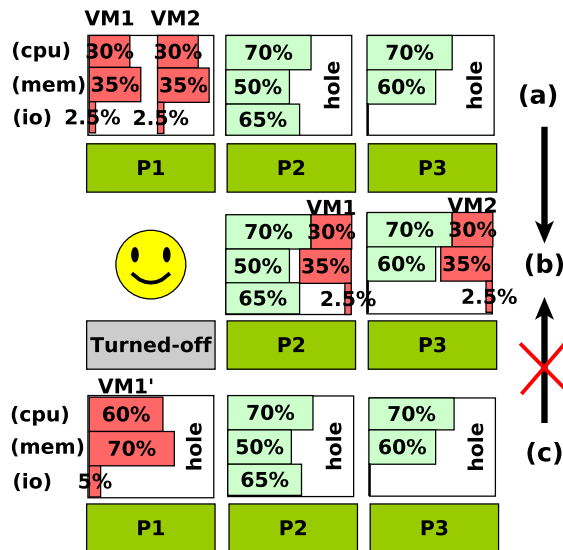 VM1 VM2
(cpu) 30% 30% 70% 70%
(mem) 35% 35% 50% hole 60% hole (a)
(io) 2.5% 2.5% 65%
P1 P2 P3
VM1 VM2
70% 30% 70% 30%
50% 35% 60% 35% (b)
65% 2.5% 2.5%
Turned-off P2 P3
VM1'
(cpu) 60% 70% 70%
(mem) 70% hole 50% hole 60% hole (c)
(io) 5% 65%
P1 P2 P3